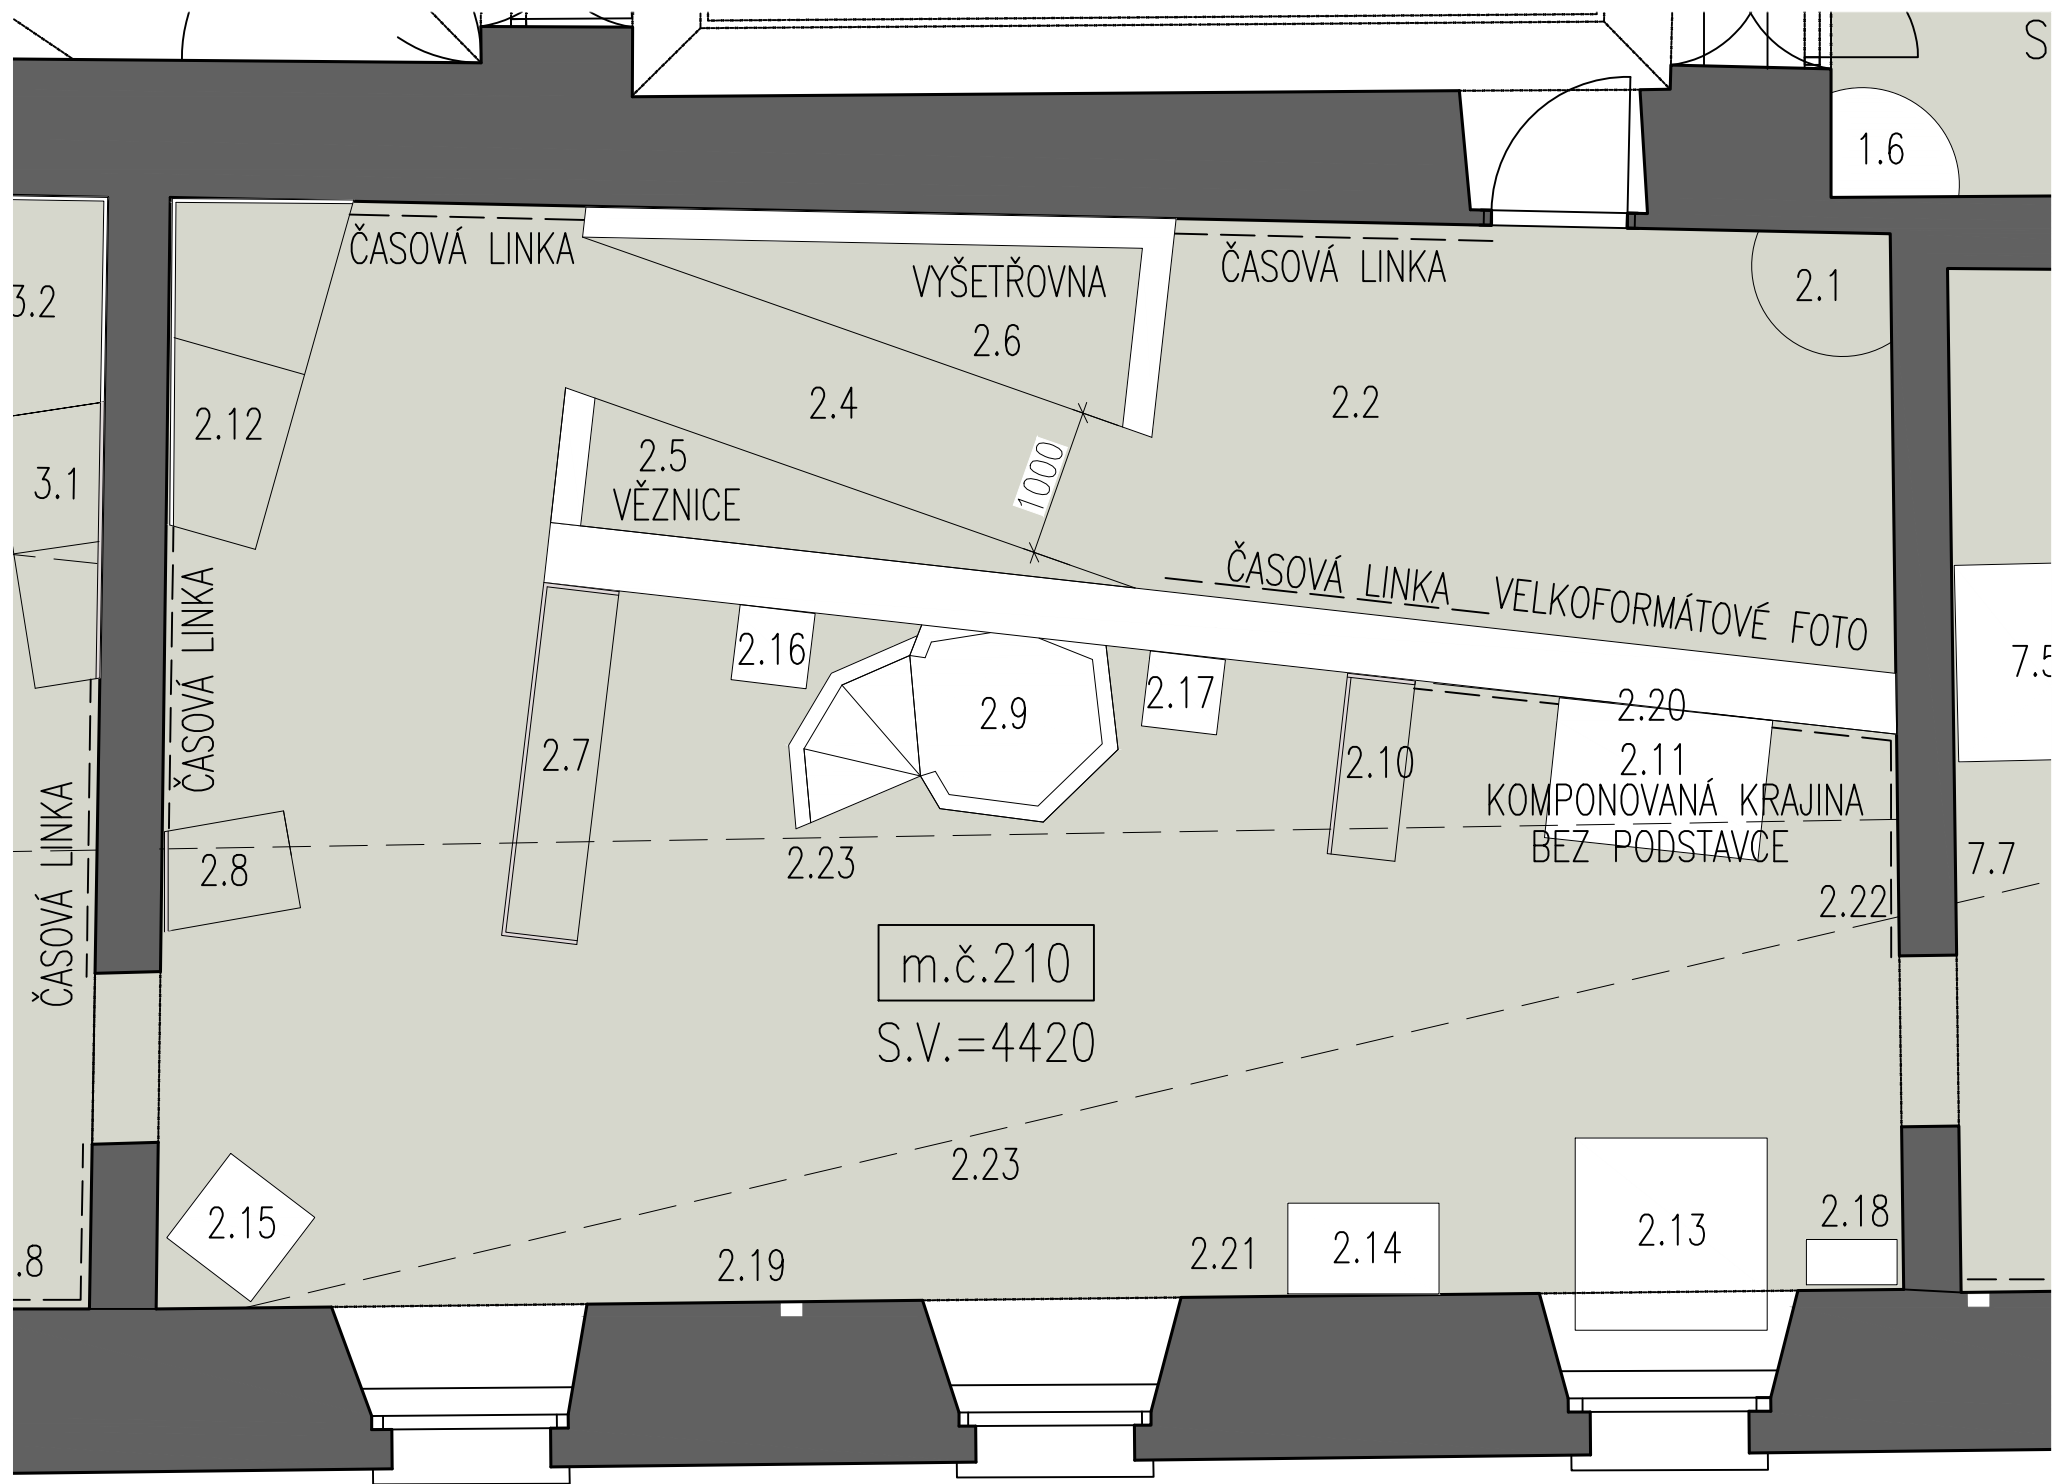 S
1.6
ČASOVÁ LINKA
VYŠETŘOVNA
2.6
ČASOVÁ LINKA
2.1
3.2
2.12
2.4
2.2
3.1
2.5
VĚZNICE
1000
ČASOVÁ LINKA
ČASOVÁ LINKA VELKOFORMÁTOVÉ FOTO
2.16
2.9
2.17
2.20
7.5
2.7
2.10
2.11
KOMPONOVANÁ KRAJINA
BEZ PODSTAVCE
ČASOVÁ LINKA
2.8
2.23
7.7
2.22
m.č.210
S.V.=4420
2.23
2.15
2.18
2.13
2.14
2.21
2.19
.8